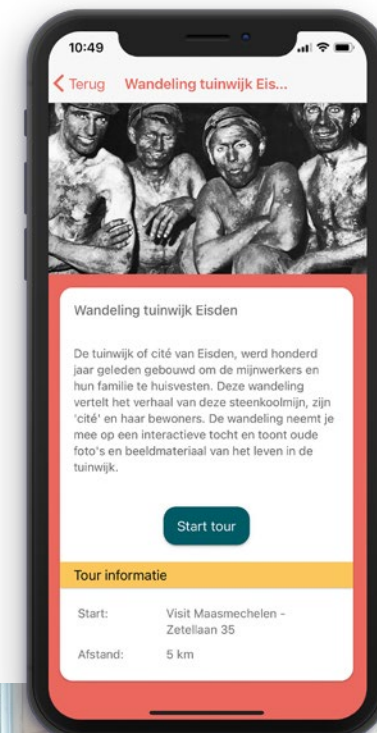 10:49
Terug Wandeling tuinwijk Eis...
Wandeling tuinwijk Eisden
De tuinwijk of cité van Eisden, werd honderd
jaar geleden gebouwd om de mijnwerkers en
hun familie te huisvesten. Deze wandeling
vertelt het verhaal van deze steenkoolmijn, zijn
'cité' en haar bewoners. De wandeling neemt je
mee op een interactieve tocht en toont oude
foto's en beeldmateriaal van het leven in de
tuinwijk.
Start tour
Tour informatie
Start: Visit Maasmechelen -
Zetellaan 35
Afstand: 5 km